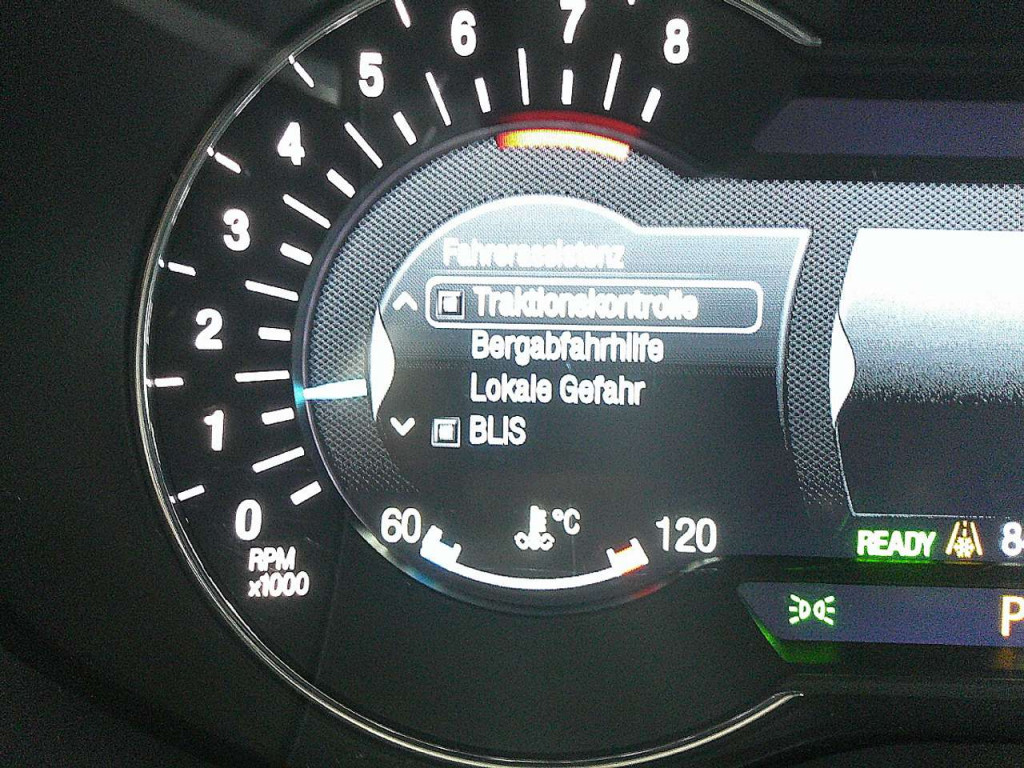 8
7
6
5
4
3
2
1
0
RPM
x1000
Fahrerassistenz
Traktionskontrolle
Bergabfahrhilfe
Lokale Gefahr
BLIS
60
°C
120
READY
8
P